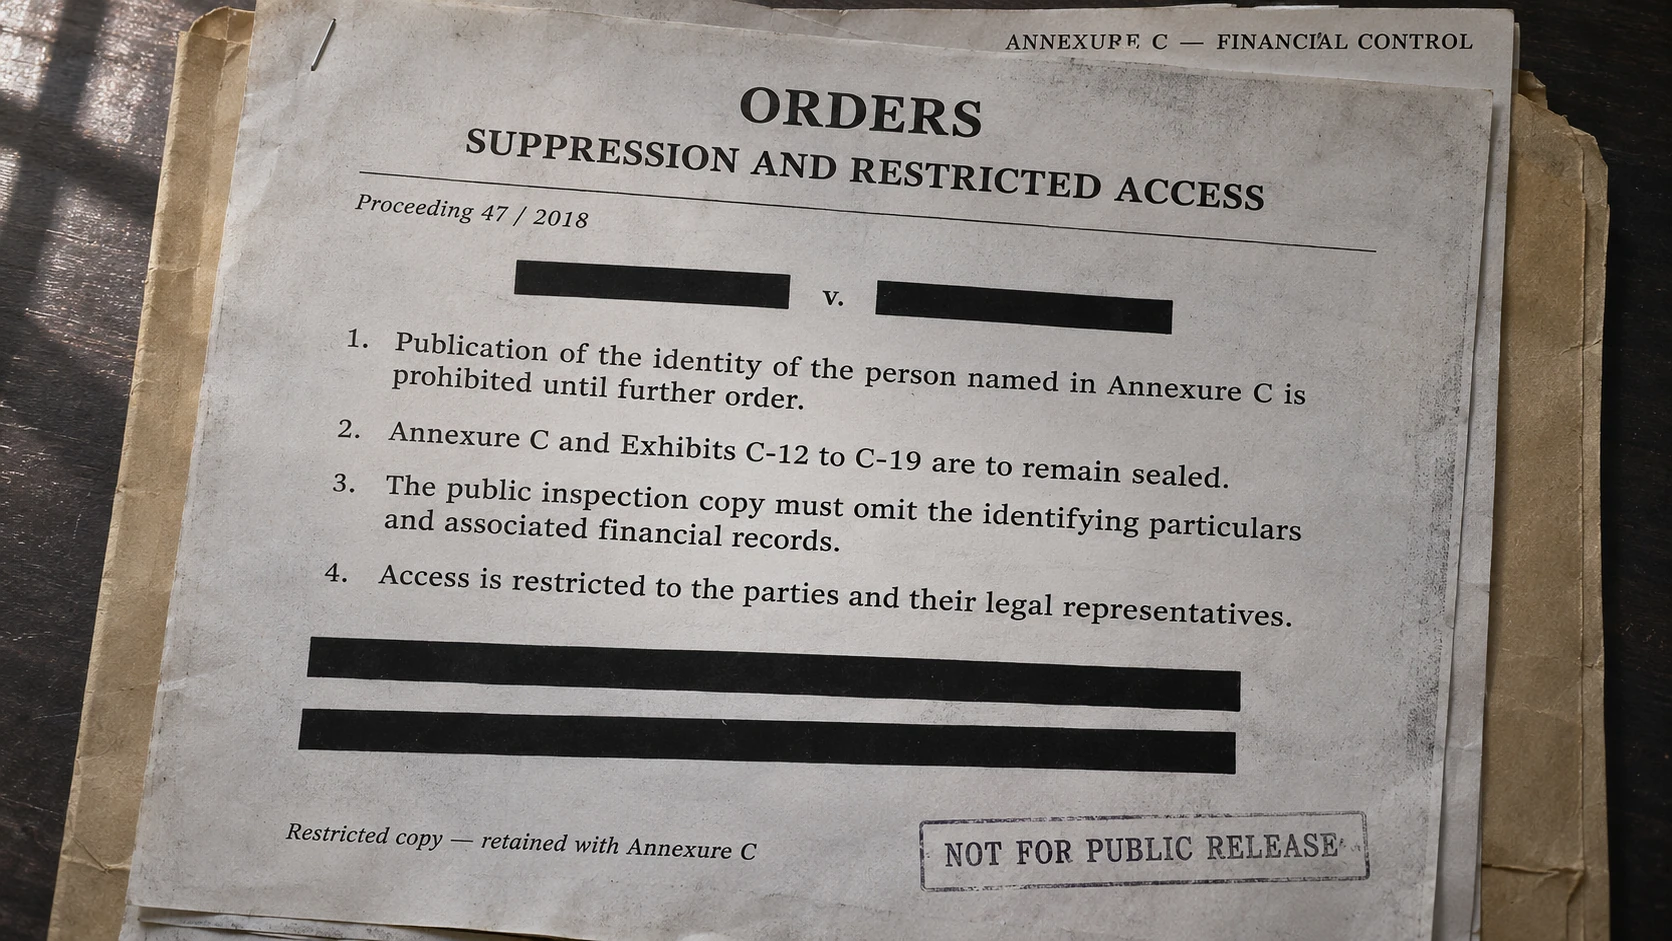 ANNEXURE C — FINANCIAL CONTROL
ORDERS
SUPPRESSION AND RESTRICTED ACCESS
Proceeding 47 / 2018
v.
1. Publication of the identity of the person named in Annexure C is
prohibited until further order.
2. Annexure C and Exhibits C-12 to C-19 are to remain sealed.
3. The public inspection copy must omit the identifying particulars
and associated financial records.
4. Access is restricted to the parties and their legal representatives.
Restricted copy — retained with Annexure C
NOT FOR PUBLIC RELEASE